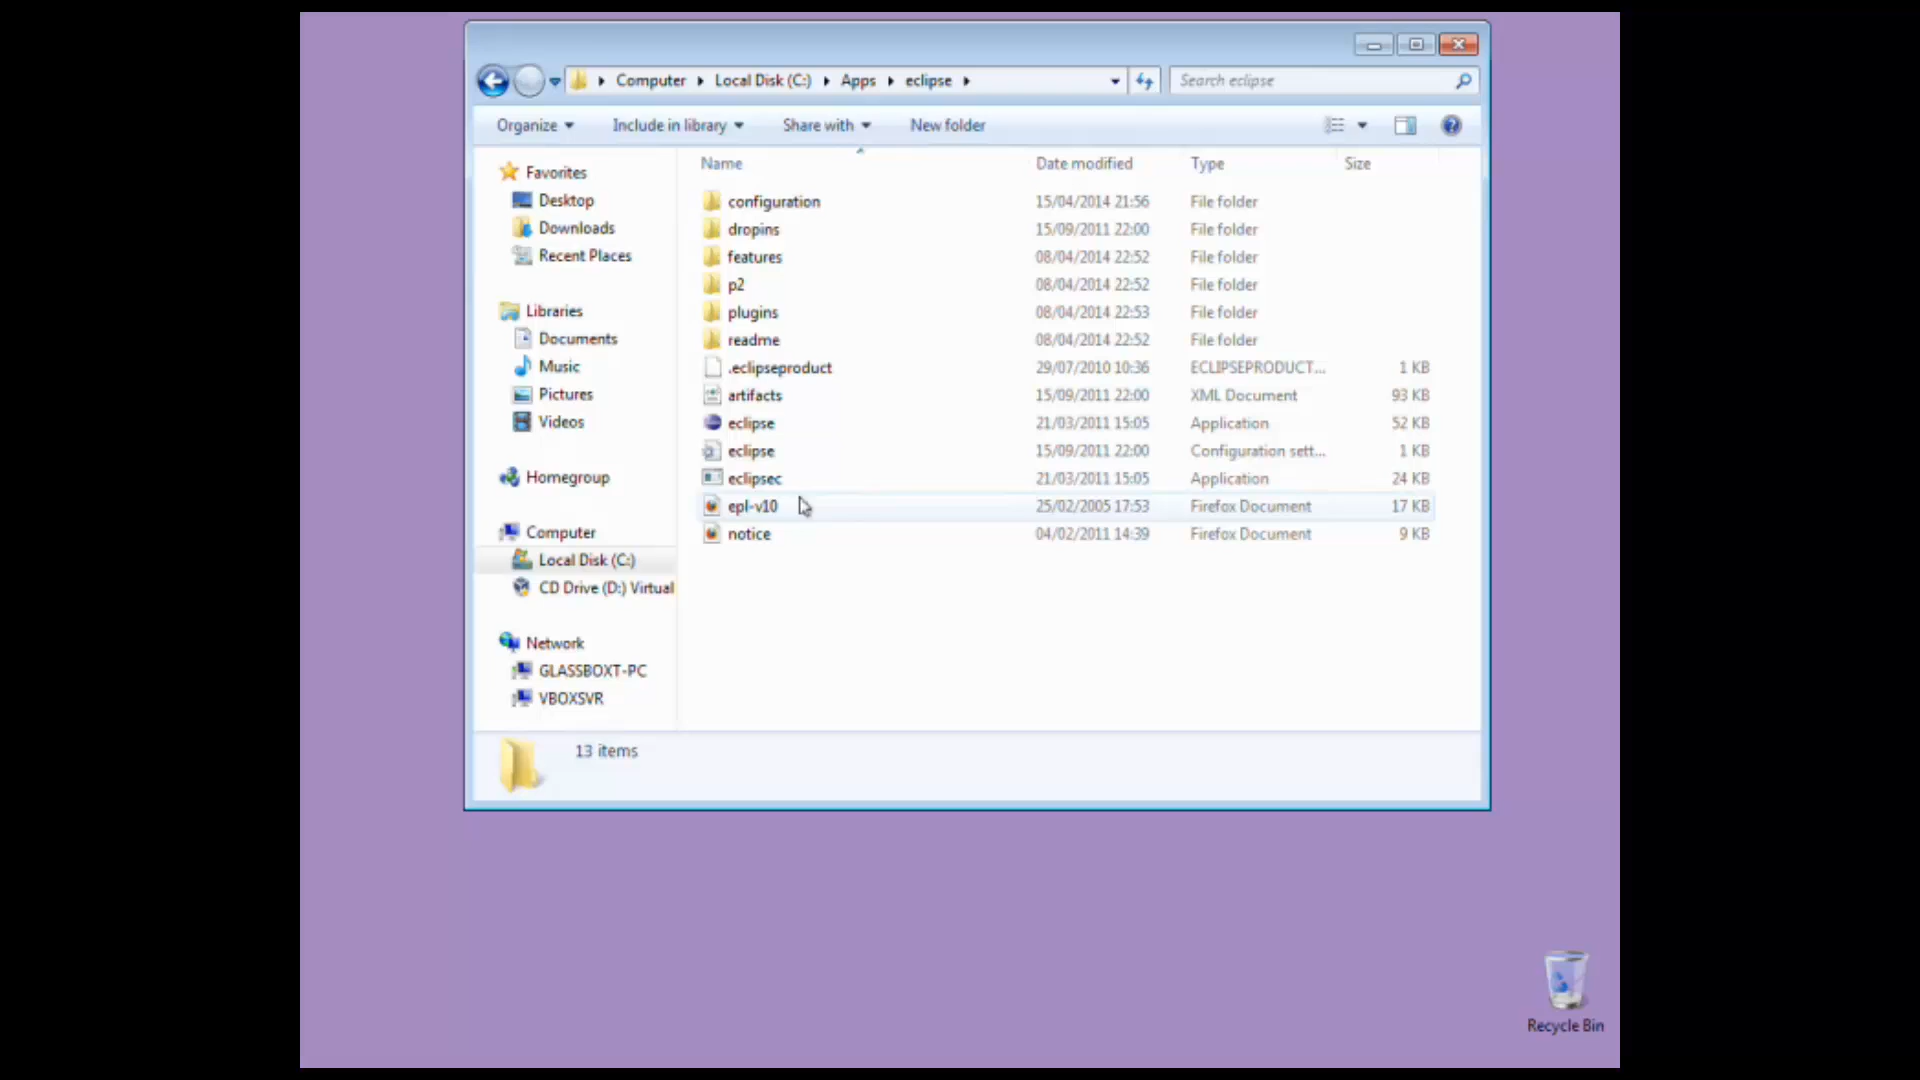 Computer Local Disk (C:) Apps eclipse
Search eclipse
Organize Include in library Share with New folder
Name Date modified Type Size
Favorites
Desktop
Downloads
Recent Places
Libraries
Documents
Music
Pictures
Videos
Homegroup
Computer
Local Disk (C:)
CD Drive (D:) Virtual
Network
GLASSBOXT-PC
VBOXSVR
configuration 15/04/2014 21:56 File folder
dropins 15/09/2011 22:00 File folder
features 08/04/2014 22:52 File folder
p2 08/04/2014 22:52 File folder
plugins 08/04/2014 22:53 File folder
readme 08/04/2014 22:52 File folder
.eclipseproduct 29/07/2010 10:36 ECLIPSEPRODUCT... 1 KB
artifacts 15/09/2011 22:00 XML Document 93 KB
eclipse 21/03/2011 15:05 Application 52 KB
eclipse 15/09/2011 22:00 Configuration sett... 1 KB
eclipsec 21/03/2011 15:05 Application 24 KB
epl-v10 25/02/2005 17:53 Firefox Document 17 KB
notice 04/02/2011 14:39 Firefox Document 9 KB
13 items
Recycle Bin